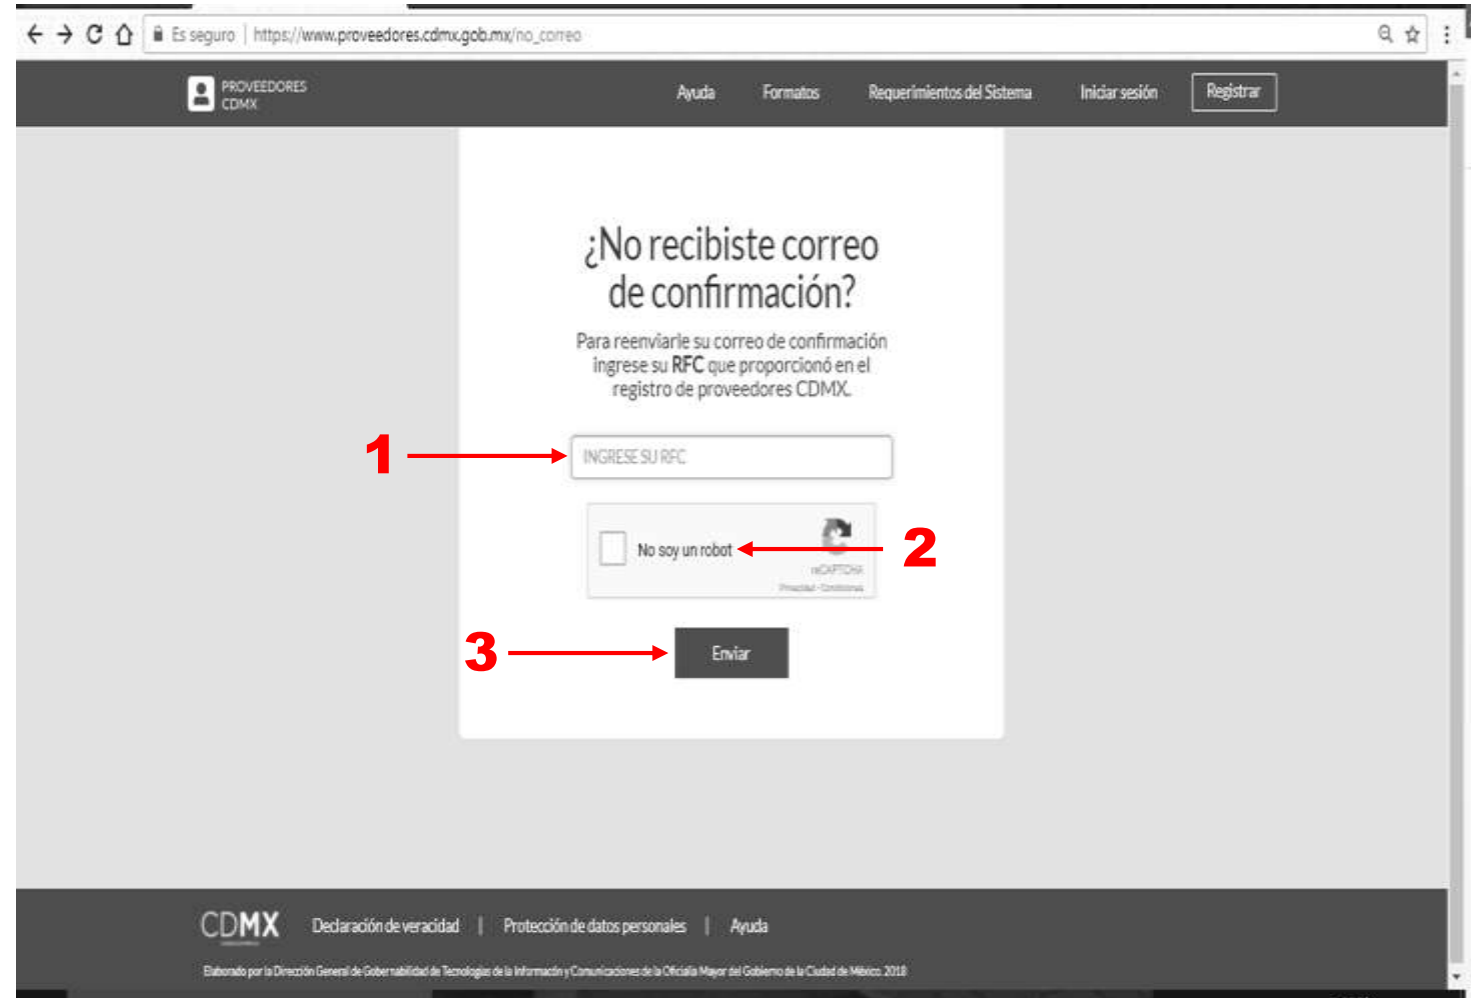 Es seguro | https://www.proveedores.cdmx.gob.mx/no_correo
PROVEEDORES
CDMX
Ayuda Formatos Requerimientos del Sistema Iniciar sesión Registrar
¿No recibiste correo
de confirmación?
Para reenviarle su correo de confirmación
ingrese su RFC que proporcionó en el
registro de proveedores CDMX.
1
INGRESE SU RFC
No soy un robot
2
reCAPTCHA
Privacidad - Condiciones
3
Enviar
CDMX Declaración de veracidad | Protección de datos personales | Ayuda
Elaborado por la Dirección General de Gobernabilidad de Tecnologías de la Información y Comunicaciones de la Oficialía Mayor del Gobierno de la Ciudad de México. 2018